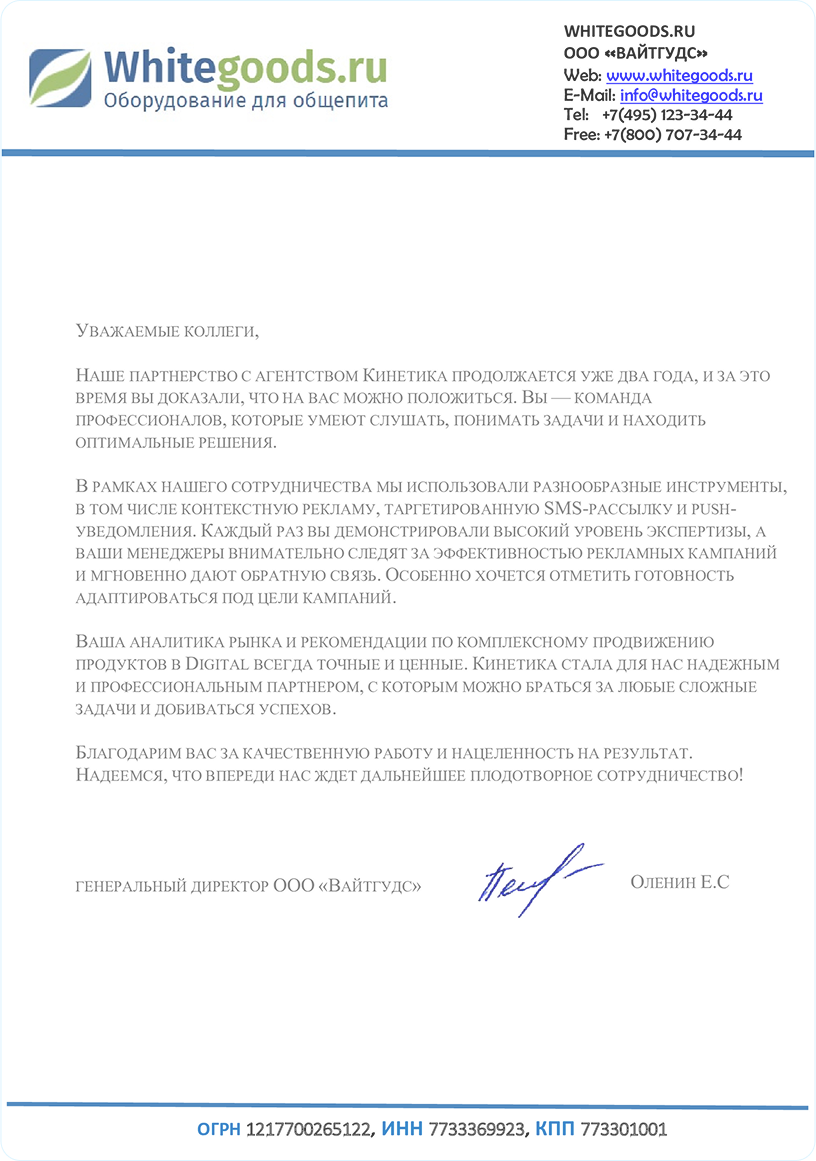 Whitegoods.ru
Оборудование для общепита
WHITEGOODS.RU
ООО «ВАЙТГУДС»
Web: www.whitegoods.ru
E-Mail: info@whitegoods.ru
Tel: +7(495) 123-34-44
Free: +7(800) 707-34-44
Уважаемые коллеги,
Наше партнерство с агентством Кинетика продолжается уже два года, и за это
время вы доказали, что на вас можно положиться. Вы — команда
профессионалов, которые умеют слушать, понимать задачи и находить
оптимальные решения.
В рамках нашего сотрудничества мы использовали разнообразные инструменты,
в том числе контекстную рекламу, таргетированную SMS-рассылку и push-
уведомления. Каждый раз вы демонстрировали высокий уровень экспертизы, а
ваши менеджеры внимательно следят за эффективностью рекламных кампаний
и мгновенно дают обратную связь. Особенно хочется отметить готовность
адаптироваться под цели кампаний.
Ваша аналитика рынка и рекомендации по комплексному продвижению
продуктов в Digital всегда точные и ценные. Кинетика стала для нас надежным
и профессиональным партнером, с которым можно браться за любые сложные
задачи и добиваться успехов.
Благодарим вас за качественную работу и нацеленность на результат.
Надеемся, что впереди нас ждет дальнейшее плодотворное сотрудничество!
генеральный директор ООО «Вайтгудс»
Оленин Е.С
ОГРН 1217700265122, ИНН 7733369923, КПП 773301001